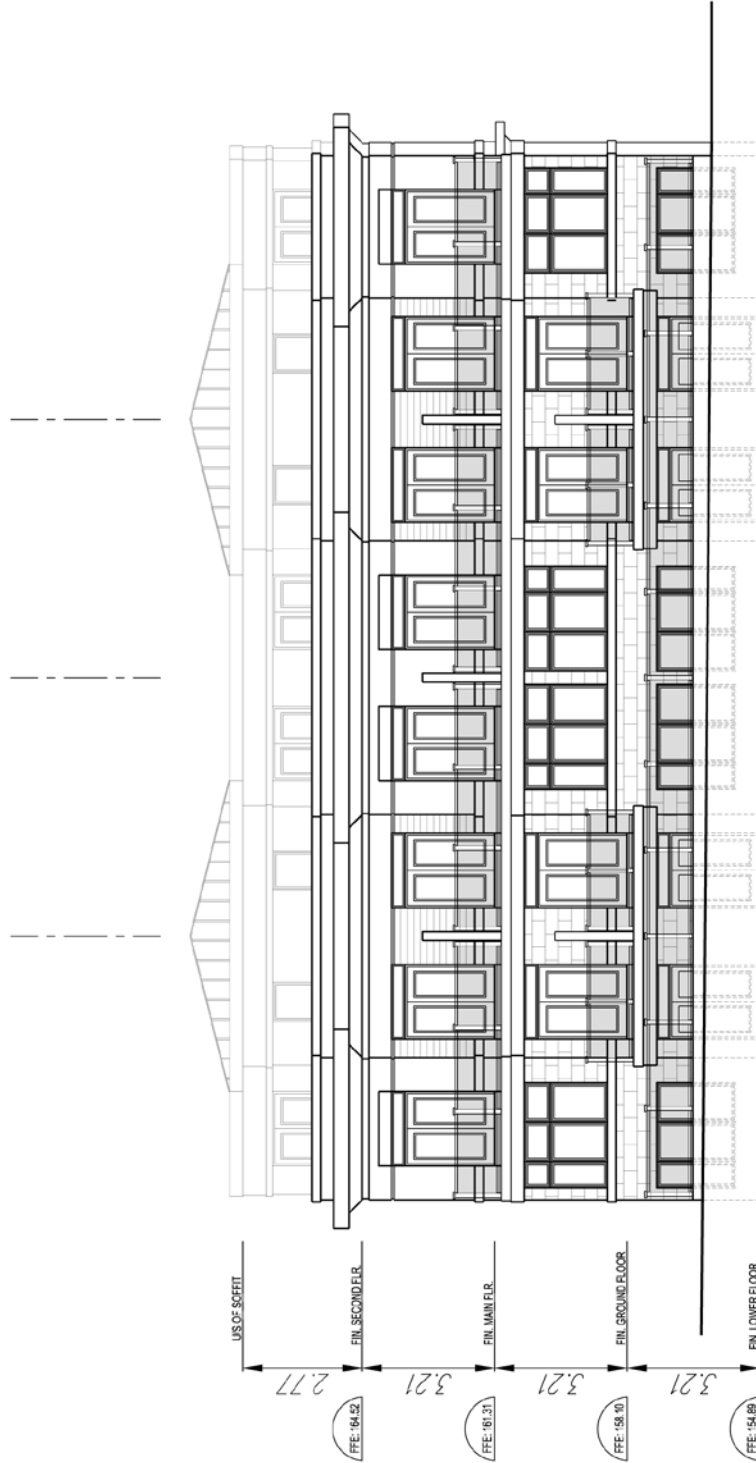 U/S OF SOFFIT
2.77
FFE: 164.52
FIN. SECOND FLR.
3.21
FFE: 161.31
FIN. MAIN FLR.
3.21
FFE: 158.10
FIN. GROUND FLOOR
3.21
FFE: 154.89
FIN. LOWER FLOOR